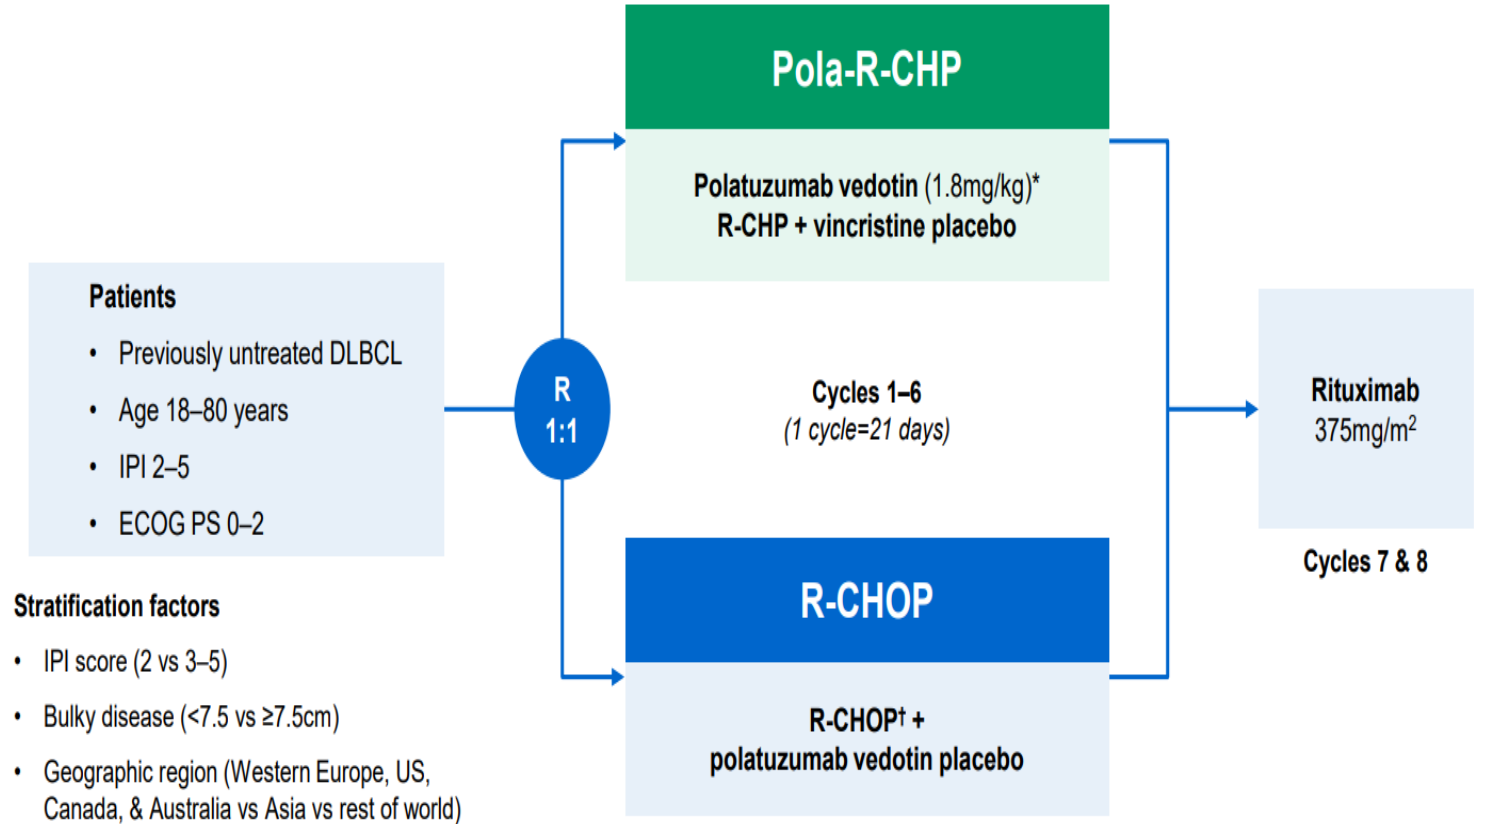 Pola-R-CHP
Polatuzumab vedotin (1.8mg/kg)*
R-CHP + vincristine placebo
Patients
• Previously untreated DLBCL
• Age 18–80 years
• IPI 2–5
• ECOG PS 0–2
R
1:1
Cycles 1–6
(1 cycle=21 days)
Rituximab
375mg/m²
Cycles 7 & 8
R-CHOP
R-CHOP† +
polatuzumab vedotin placebo
Stratification factors
• IPI score (2 vs 3–5)
• Bulky disease (<7.5 vs ≥7.5cm)
• Geographic region (Western Europe, US,
Canada, & Australia vs Asia vs rest of world)